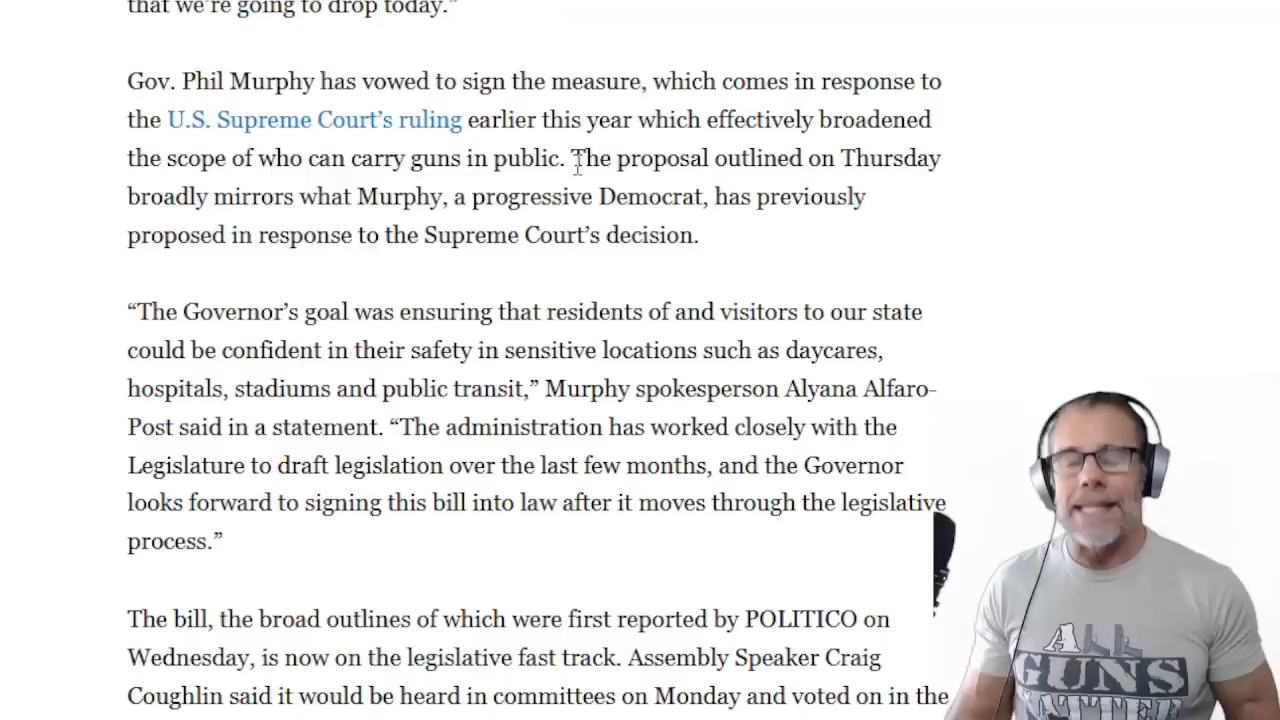 that we're going to drop today.”
Gov. Phil Murphy has vowed to sign the measure, which comes in response to
the U.S. Supreme Court’s ruling earlier this year which effectively broadened
the scope of who can carry guns in public. The proposal outlined on Thursday
broadly mirrors what Murphy, a progressive Democrat, has previously
proposed in response to the Supreme Court’s decision.
“The Governor’s goal was ensuring that residents of and visitors to our state
could be confident in their safety in sensitive locations such as daycares,
hospitals, stadiums and public transit,” Murphy spokesperson Alyana Alfaro-
Post said in a statement. “The administration has worked closely with the
Legislature to draft legislation over the last few months, and the Governor
looks forward to signing this bill into law after it moves through the legislative
process.”
The bill, the broad outlines of which were first reported by POLITICO on
Wednesday, is now on the legislative fast track. Assembly Speaker Craig
Coughlin said it would be heard in committees on Monday and voted on in the
ALL
GUNS
MATTER